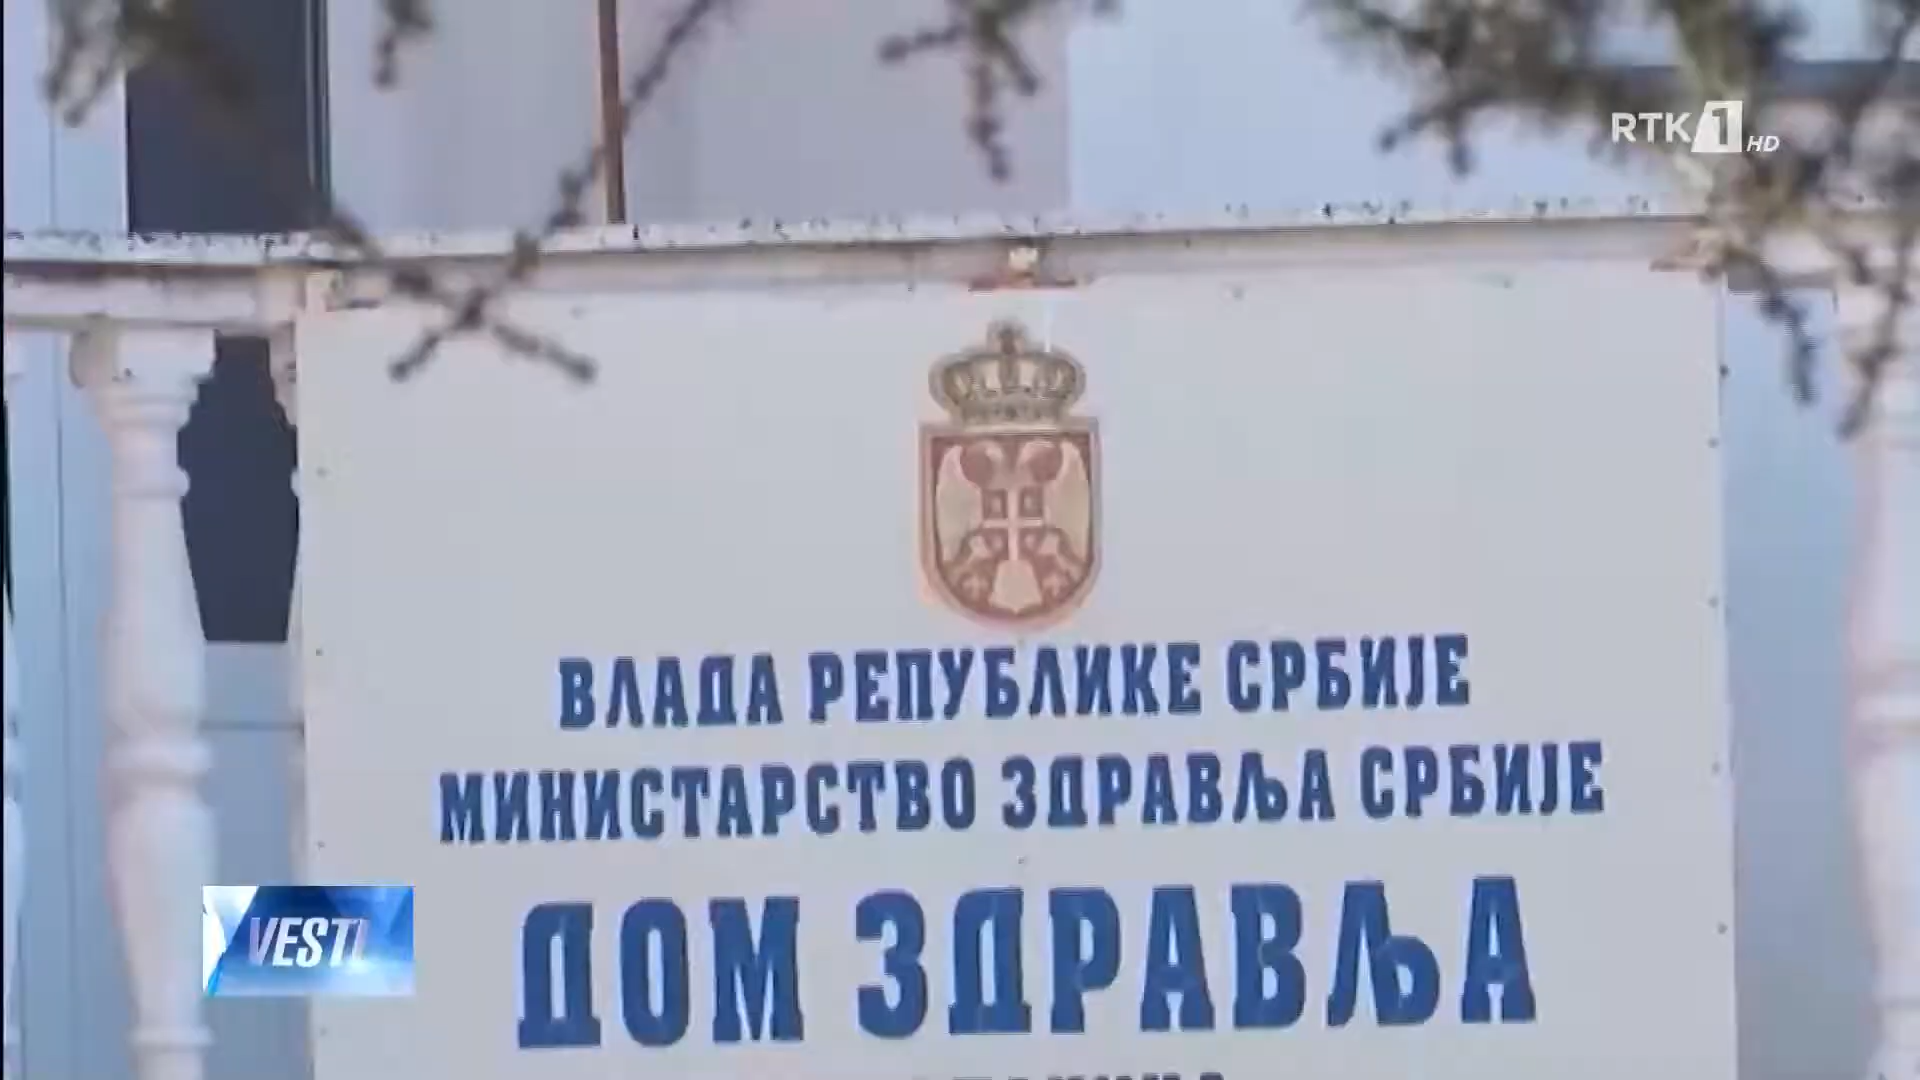 RTK 1 HD
ВЛАДА РЕПУБЛИКЕ СРБИЈЕ
МИНИСТАРСТВО ЗДРАВЉА СРБИЈЕ
ДОМ ЗДРАВЉА
VESTI